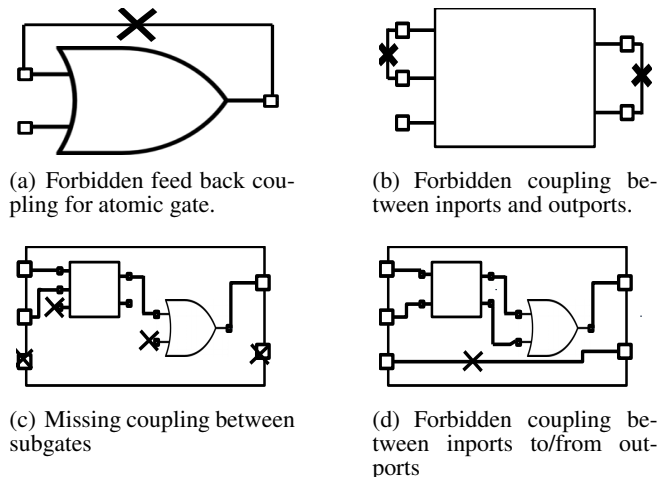 (a) Forbidden feed back cou-
pling for atomic gate.
(b) Forbidden coupling be-
tween inports and outports.
(c) Missing coupling between
subgates
(d) Forbidden coupling be-
tween inports to/from out-
ports